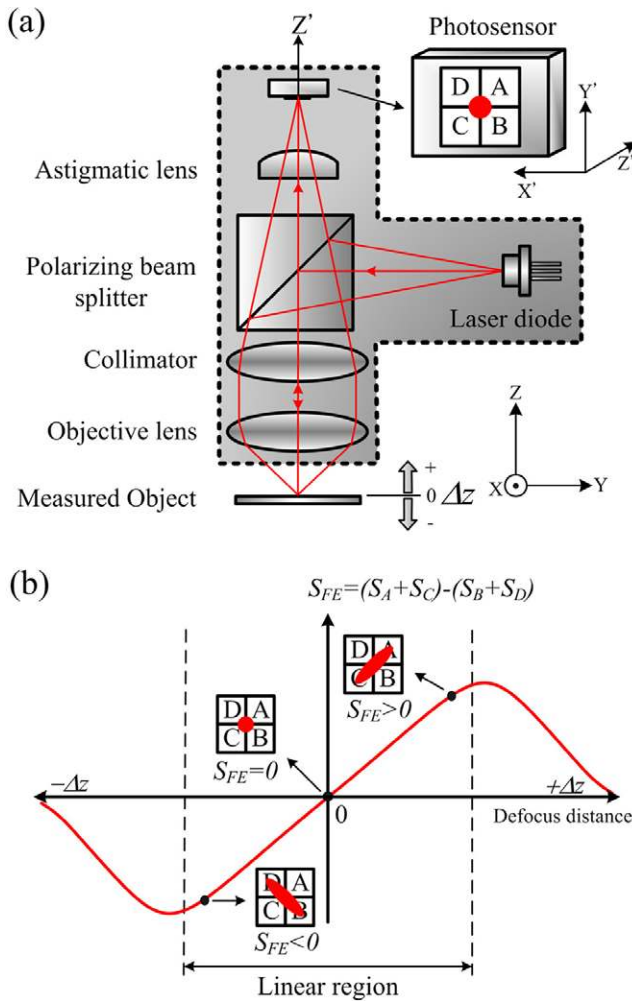 (a)
Z'
Photosensor
D A
C B
Y'
X'
Z'
Astigmatic lens
Polarizing beam
splitter
Laser diode
Collimator
Objective lens
Measured Object
+
0 Δz
-
Z
X
Y
(b)
S_FE=(S_A+S_C)-(S_B+S_D)
D A
C B
S_FE>0
D A
C B
S_FE=0
−Δz
+Δz
0
Defocus distance
D A
C B
S_FE<0
Linear region